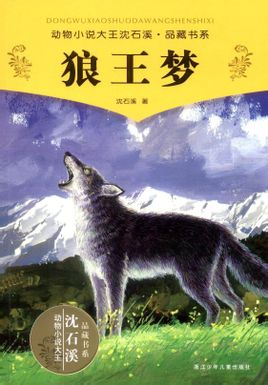 DONGWUXIAOSHUODAWANGSHENSHIXI
动物小说大王沈石溪·品藏书系
狼王梦
沈石溪 著
品藏书系
沈石溪
动物小说大王
浙江少年儿童出版社